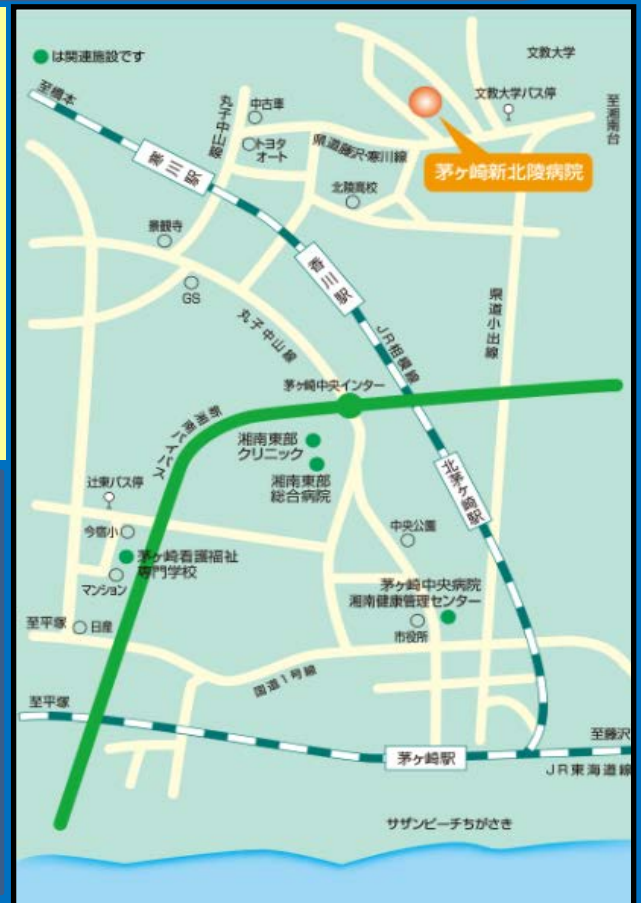 ●は関連施設です
文教大学
至橋本
文教大学バス停
至湘南台
丸子中山線
中古車
トヨタ
オート
県道藤沢・寒川線
茅ヶ崎新北陵病院
寒川駅
北陵高校
景観寺
香川駅
GS
県道小出線
丸子中山線
JR相模線
茅ヶ崎中央インター
新湘南バイパス
湘南東部
クリニック
湘南東部
総合病院
北茅ヶ崎駅
辻東バス停
中央公園
今宿小
茅ヶ崎看護福祉
専門学校
マンション
茅ヶ崎中央病院
湘南健康管理センター
至平塚
日産
市役所
国道1号線
至平塚
至藤沢
茅ヶ崎駅
JR東海道線
サザンビーチちがさき